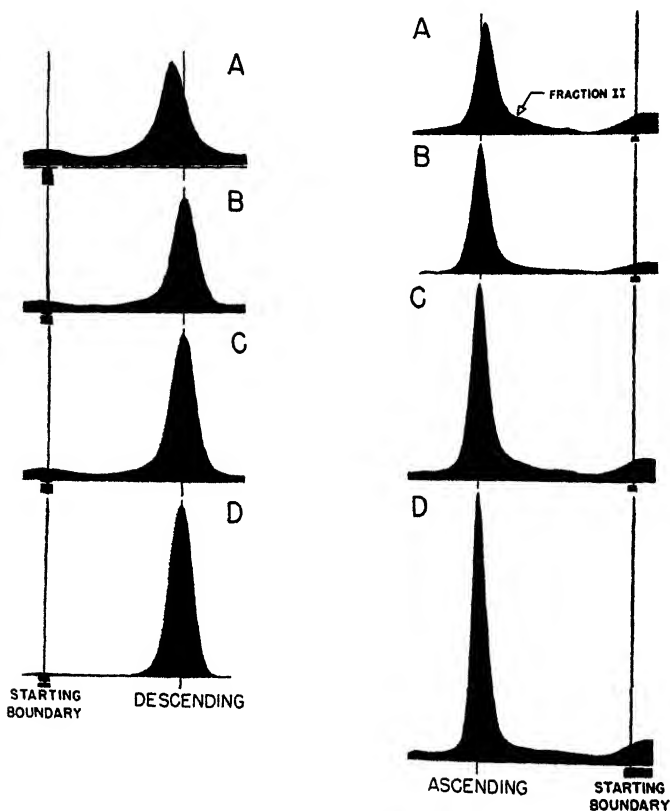 A
B
C
D
STARTING
BOUNDARY
DESCENDING
A
FRACTION II
B
C
D
ASCENDING
STARTING
BOUNDARY